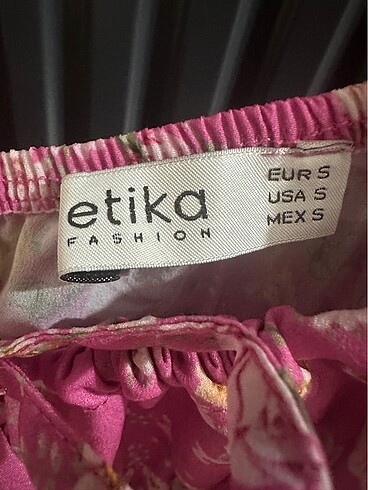 etika
FASHION
EUR S
USA S
MEX S